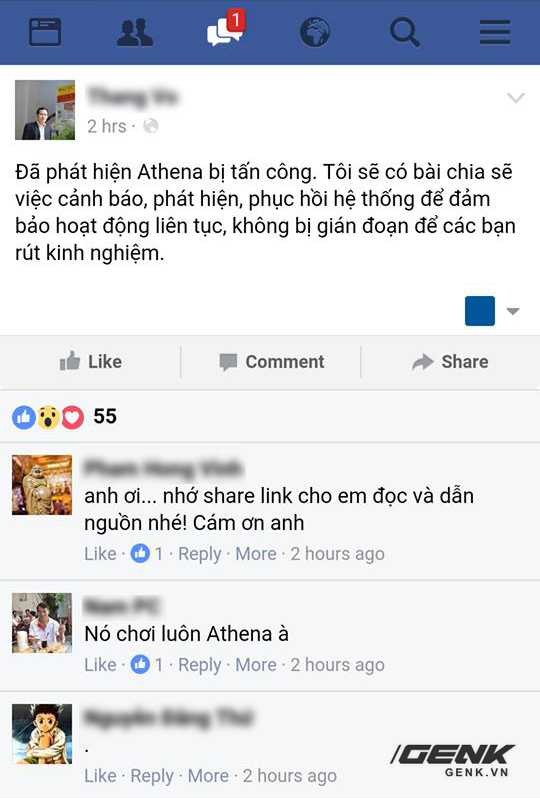 1
2 hrs ·
Đã phát hiện Athena bị tấn công. Tôi sẽ có bài chia sẽ
việc cảnh báo, phát hiện, phục hồi hệ thống để đảm
bảo hoạt động liên tục, không bị gián đoạn để các bạn
rút kinh nghiệm.
Like Comment Share
55
anh ơi... nhớ share link cho em đọc và dẫn
nguồn nhé! Cám ơn anh
Like · 1 · Reply · More · 2 hours ago
Nó chơi luôn Athena à
Like · 1 · Reply · More · 2 hours ago
.
Like · Reply · More · 2 hours ago
GENK
GENK.VN